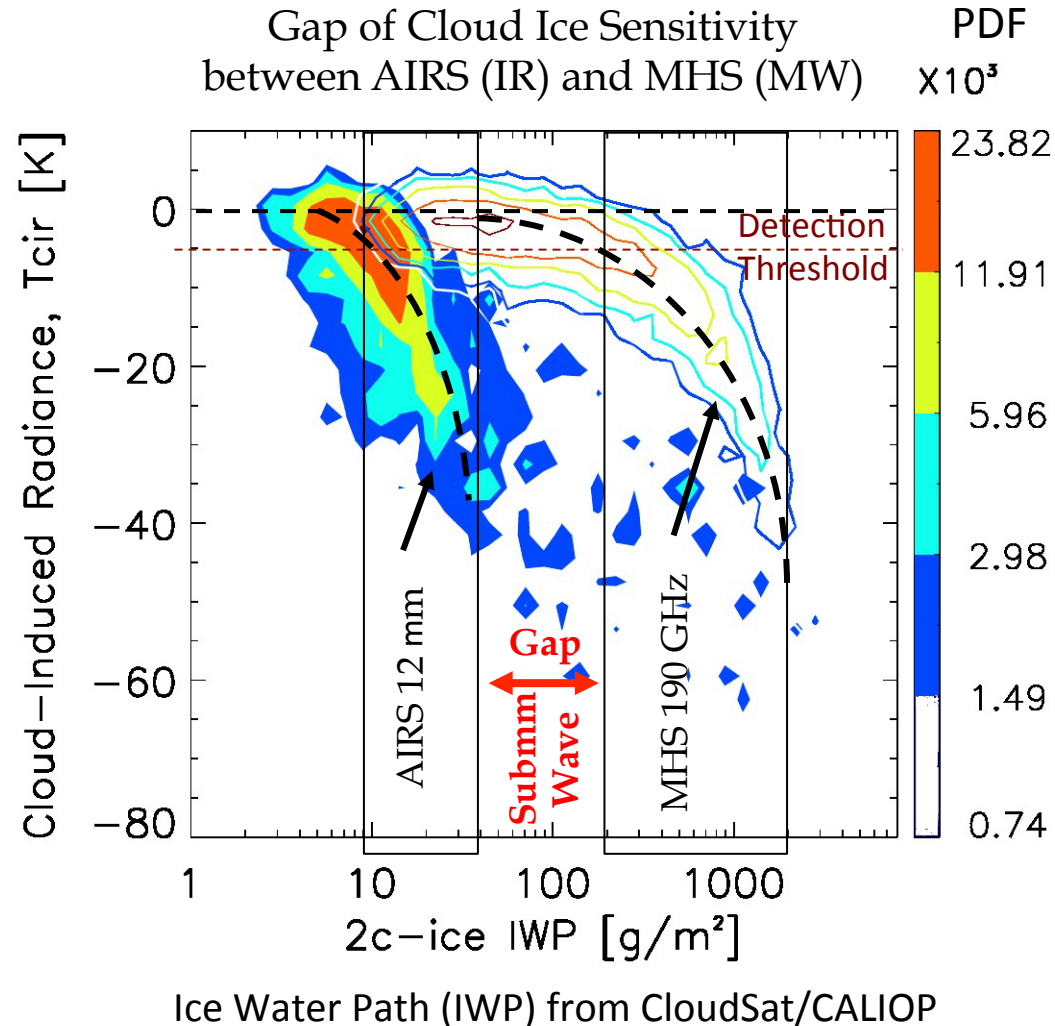 Gap of Cloud Ice Sensitivity
between AIRS (IR) and MHS (MW)
PDF
X10³
Cloud-Induced Radiance, Tcir [K]
0
-20
-40
-60
-80
Detection
Threshold
AIRS 12 mm
Gap
Submm
Wave
MHS 190 GHz
23.82
11.91
5.96
2.98
1.49
0.74
1
10
100
1000
2c-ice IWP [g/m²]
Ice Water Path (IWP) from CloudSat/CALIOP